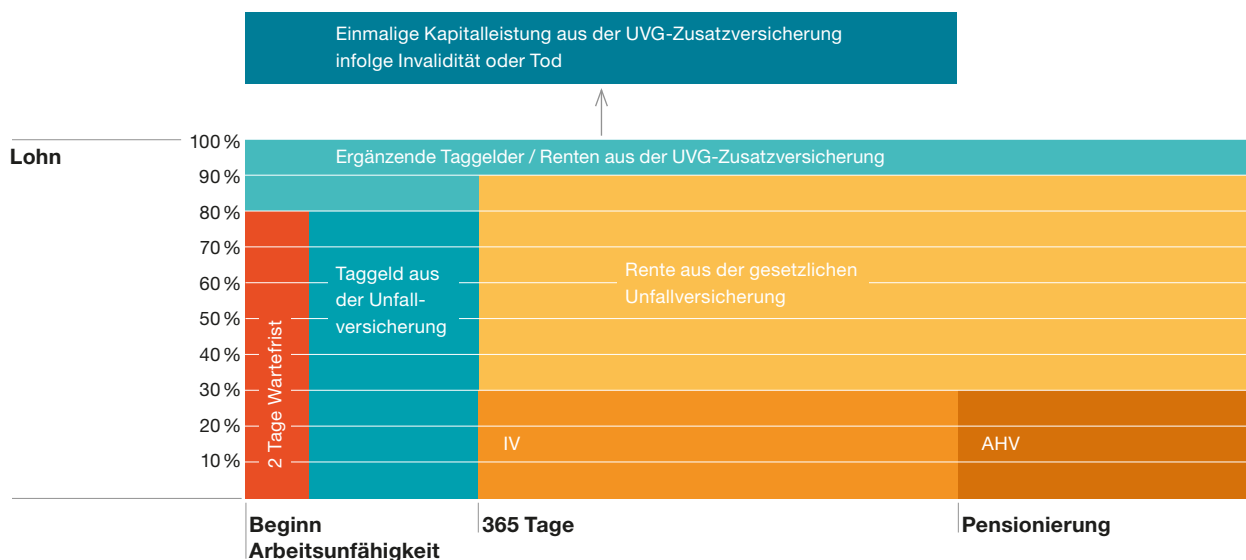 Einmalige Kapitalleistung aus der UVG-Zusatzversicherung
infolge Invalidität oder Tod
Lohn
100 %
90 %
80 %
70 %
60 %
50 %
40 %
30 %
20 %
10 %
Ergänzende Taggelder / Renten aus der UVG-Zusatzversicherung
2 Tage Wartefrist
Taggeld aus
der Unfall-
versicherung
Rente aus der gesetzlichen
Unfallversicherung
IV
AHV
Beginn
Arbeitsunfähigkeit
365 Tage
Pensionierung